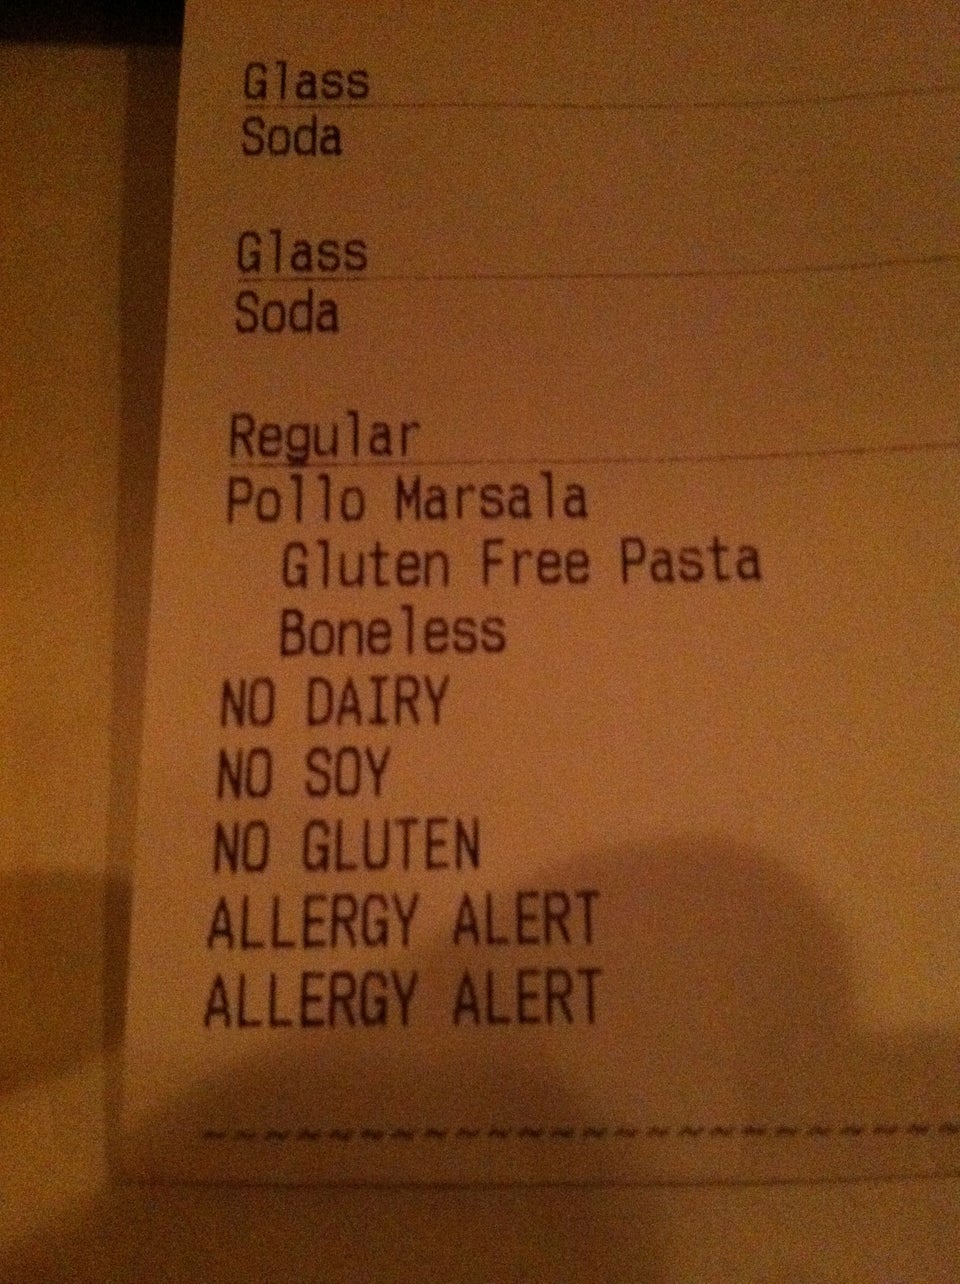 Glass
Soda
Glass
Soda
Regular
Pollo Marsala
Gluten Free Pasta
Boneless
NO DAIRY
NO SOY
NO GLUTEN
ALLERGY ALERT
ALLERGY ALERT
~~~~~~~~~~~~~~~~~~~~~~~~